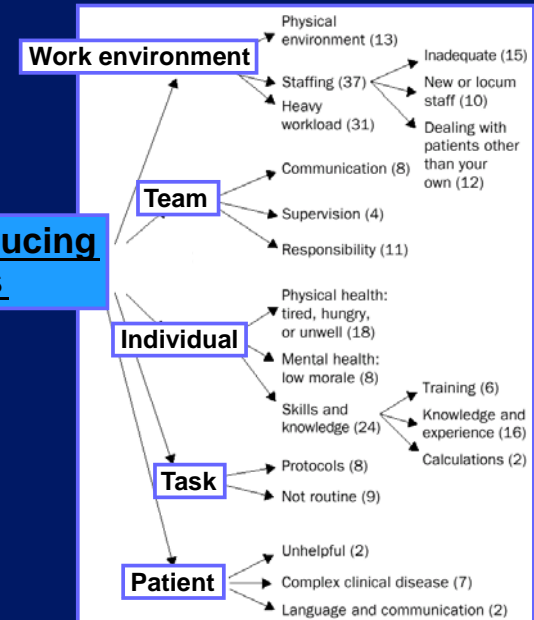 Work environment
Physical
environment (13)
Staffing (37)
Heavy
workload (31)
Inadequate (15)
New or locum
staff (10)
Dealing with
patients other
than your
own (12)
Team
Communication (8)
Supervision (4)
Responsibility (11)
Individual
Physical health:
tired, hungry,
or unwell (18)
Mental health:
low morale (8)
Skills and
knowledge (24)
Training (6)
Knowledge and
experience (16)
Calculations (2)
Task
Protocols (8)
Not routine (9)
Patient
Unhelpful (2)
Complex clinical disease (7)
Language and communication (2)